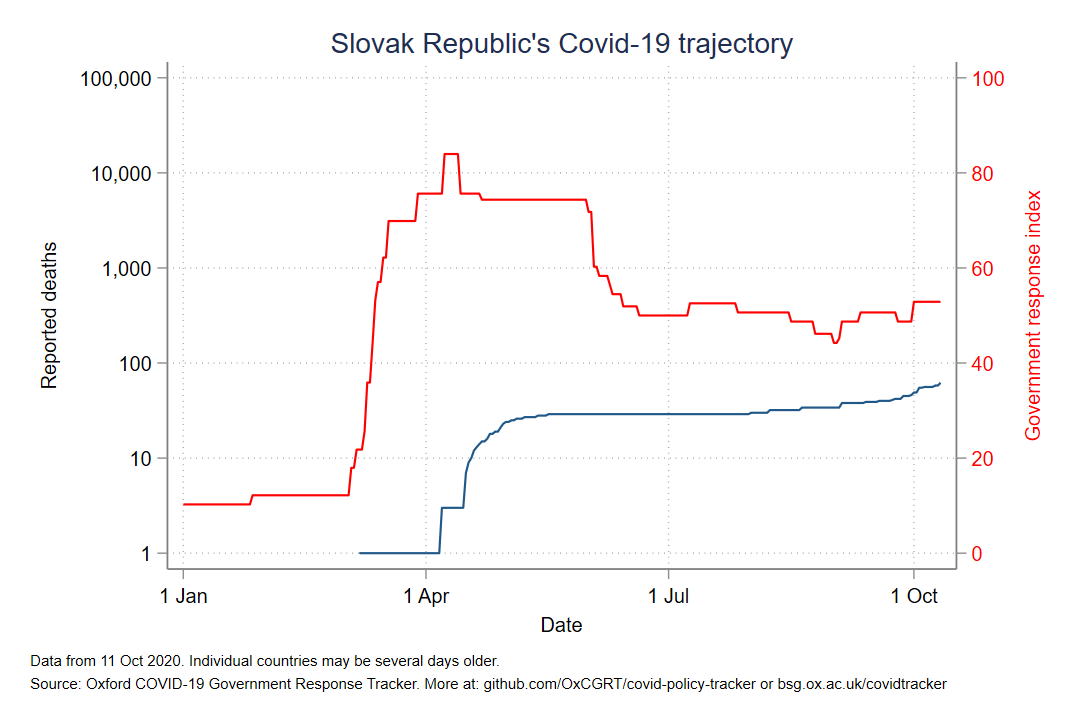 Slovak Republic's Covid-19 trajectory
100,000
10,000
1,000
100
10
1
Reported deaths
100
80
60
40
20
0
Government response index
1 Jan 1 Apr 1 Jul 1 Oct
Date
Data from 11 Oct 2020. Individual countries may be several days older.
Source: Oxford COVID-19 Government Response Tracker. More at: github.com/OxCGRT/covid-policy-tracker or bsg.ox.ac.uk/covidtracker